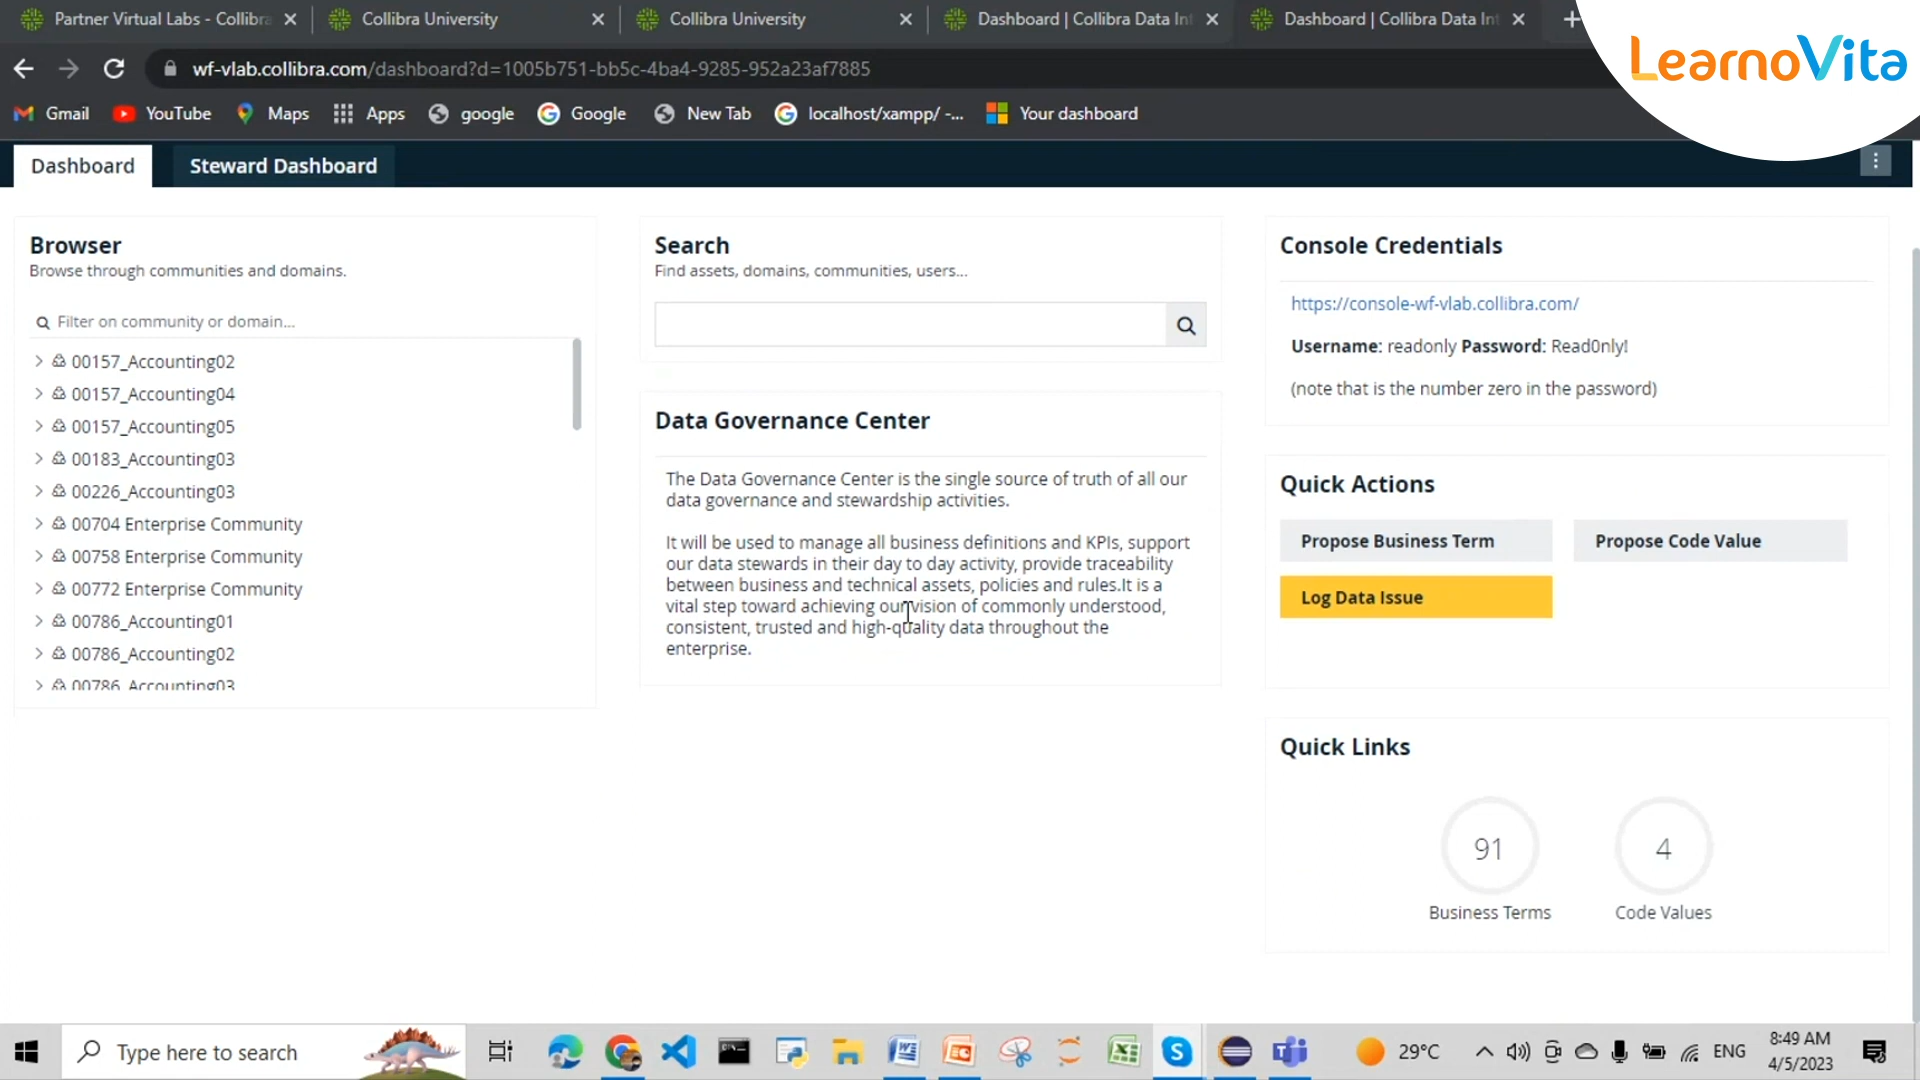 Partner Virtual Labs - Collibra
Collibra University
Collibra University
Dashboard | Collibra Data Int
Dashboard | Collibra Data Int
LearnoVita
wf-vlab.collibra.com/dashboard?d=1005b751-bb5c-4ba4-9285-952a23af7885
Gmail
YouTube
Maps
Apps
google
Google
New Tab
localhost/xampp/ -...
Your dashboard
Dashboard
Steward Dashboard
Browser
Browse through communities and domains.
Filter on community or domain...
00157_Accounting02
00157_Accounting04
00157_Accounting05
00183_Accounting03
00226_Accounting03
00704 Enterprise Community
00758 Enterprise Community
00772 Enterprise Community
00786_Accounting01
00786_Accounting02
00786_Accounting03
Search
Find assets, domains, communities, users...
Data Governance Center
The Data Governance Center is the single source of truth of all our
data governance and stewardship activities.
It will be used to manage all business definitions and KPIs, support
our data stewards in their day to day activity, provide traceability
between business and technical assets, policies and rules.It is a
vital step toward achieving our vision of commonly understood,
consistent, trusted and high-quality data throughout the
enterprise.
Console Credentials
https://console-wf-vlab.collibra.com/
Username: readonly Password: Read0nly!
(note that is the number zero in the password)
Quick Actions
Propose Business Term
Propose Code Value
Log Data Issue
Quick Links
91
4
Business Terms
Code Values
Type here to search
29°C
ENG
8:49 AM
4/5/2023